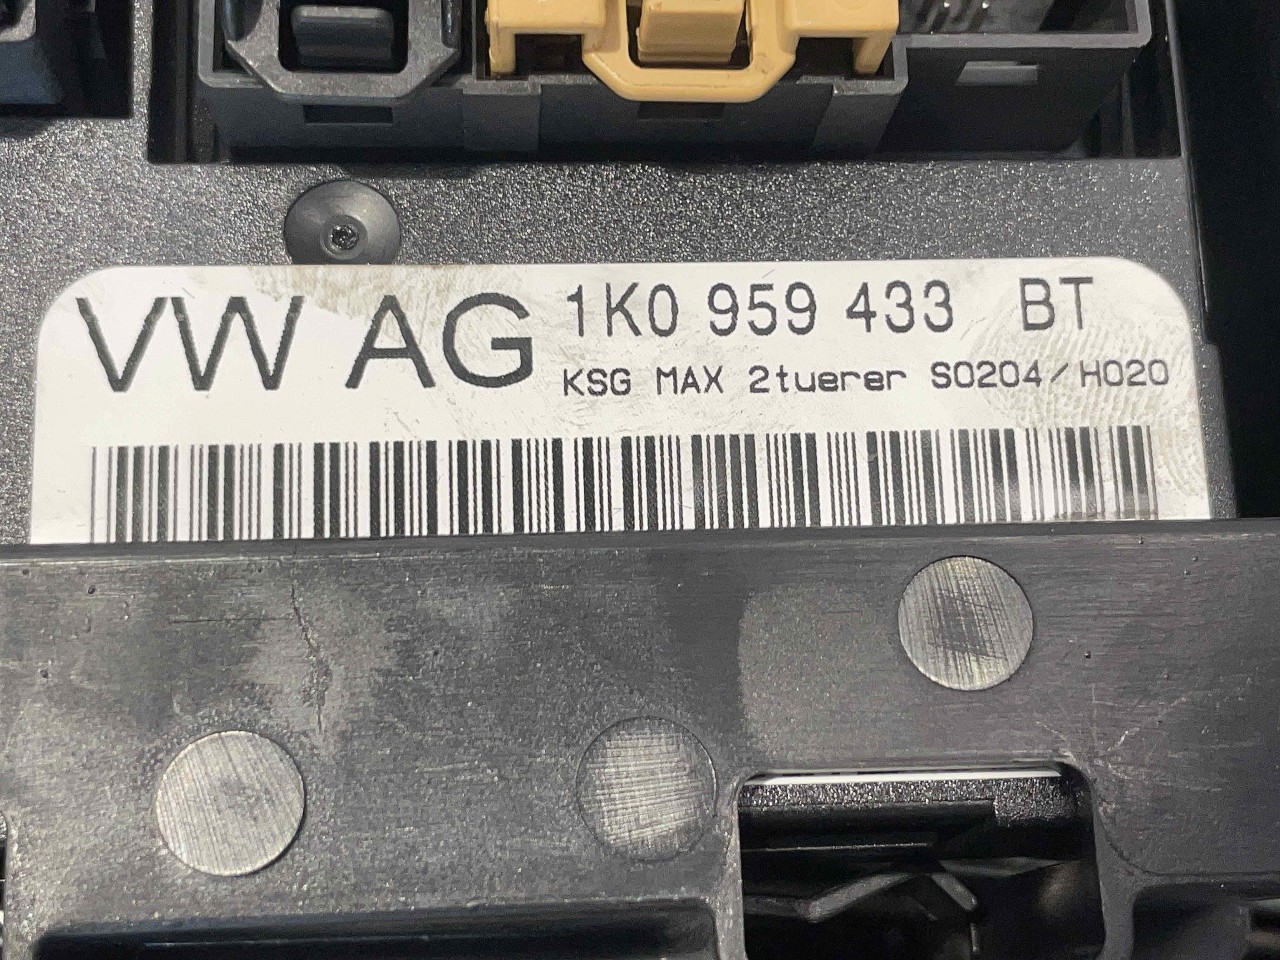 VW AG 1K0 959 433 BT
KSG MAX 2tuerer S0204/H020